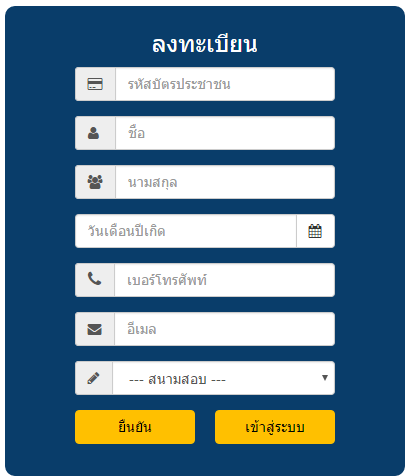 ลงทะเบียน
รหัสบัตรประชาชน
ชื่อ
นามสกุล
วันเดือนปีเกิด
เบอร์โทรศัพท์
อีเมล
--- สนามสอบ ---
ยืนยัน
เข้าสู่ระบบ